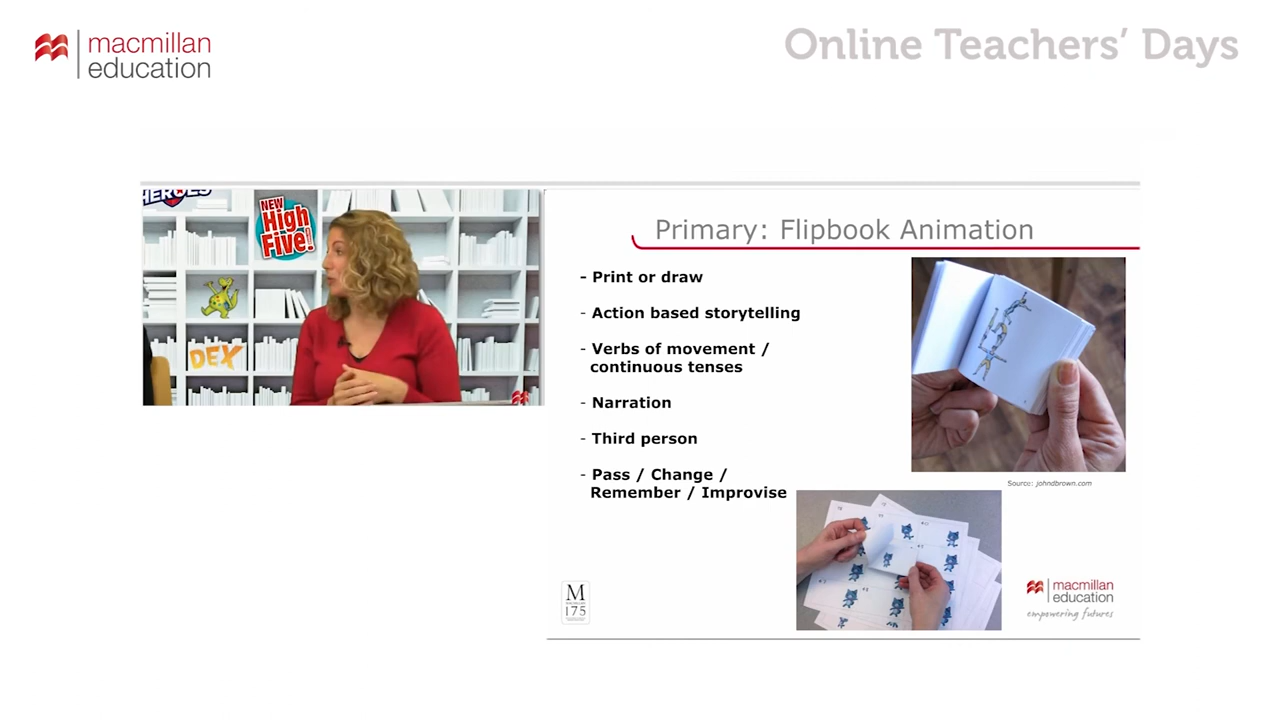 macmillan
education
Online Teachers' Days
HEROES
NEW
High
Five!
DEX
Primary: Flipbook Animation
- Print or draw
- Action based storytelling
- Verbs of movement /
continuous tenses
- Narration
- Third person
- Pass / Change /
Remember / Improvise
Source: johndbrown.com
M
175
macmillan
education
empowering futures